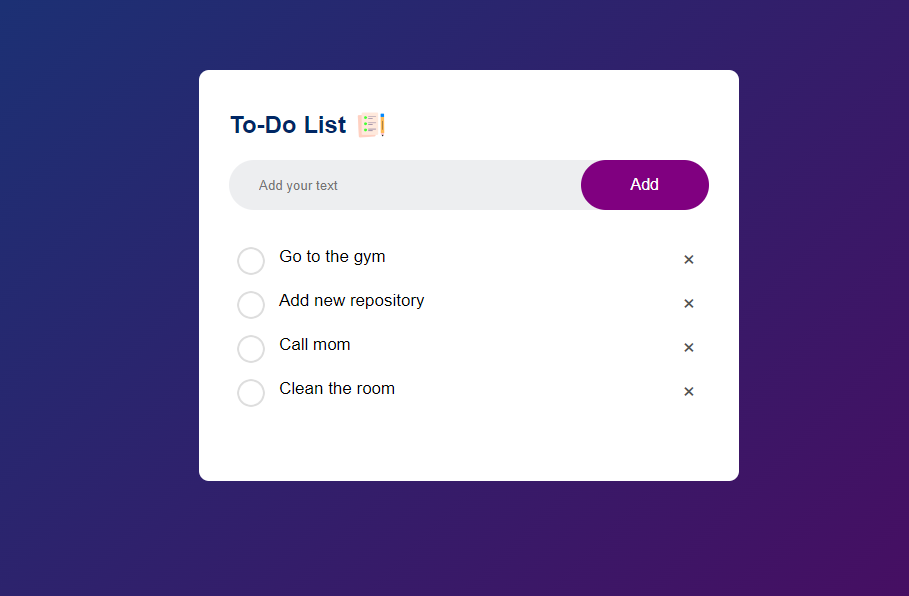 To-Do List
Add your text
Add
Go to the gym
×
Add new repository
×
Call mom
×
Clean the room
×